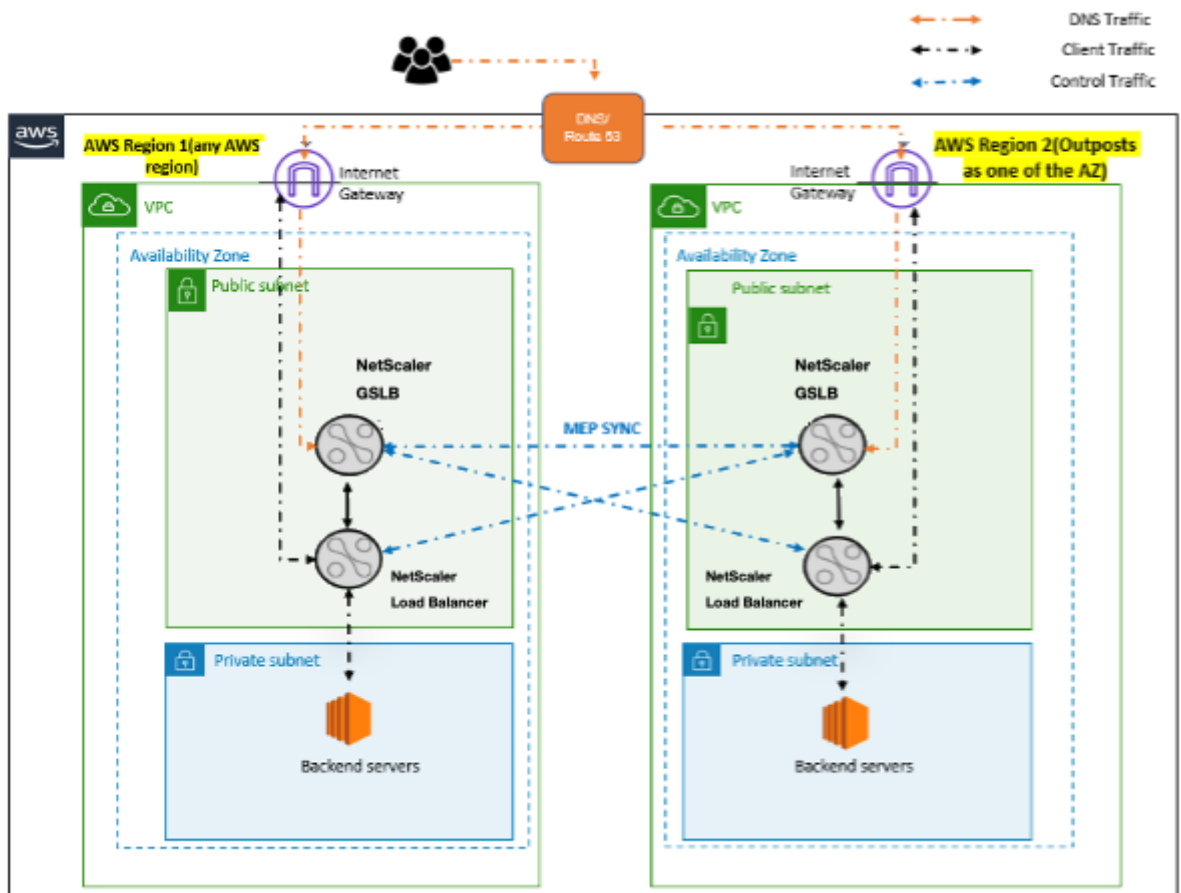 DNS Traffic
Client Traffic
Control Traffic
aws
DNS/
Route 53
AWS Region 1(any AWS
region)
Internet
Gateway
AWS Region 2(Outposts
as one of the AZ)
Internet
Gateway
VPC
VPC
Availability Zone
Availability Zone
Public subnet
Public subnet
NetScaler
GSLB
NetScaler
GSLB
MEP SYNC
NetScaler
Load Balancer
NetScaler
Load Balancer
Private subnet
Private subnet
Backend servers
Backend servers